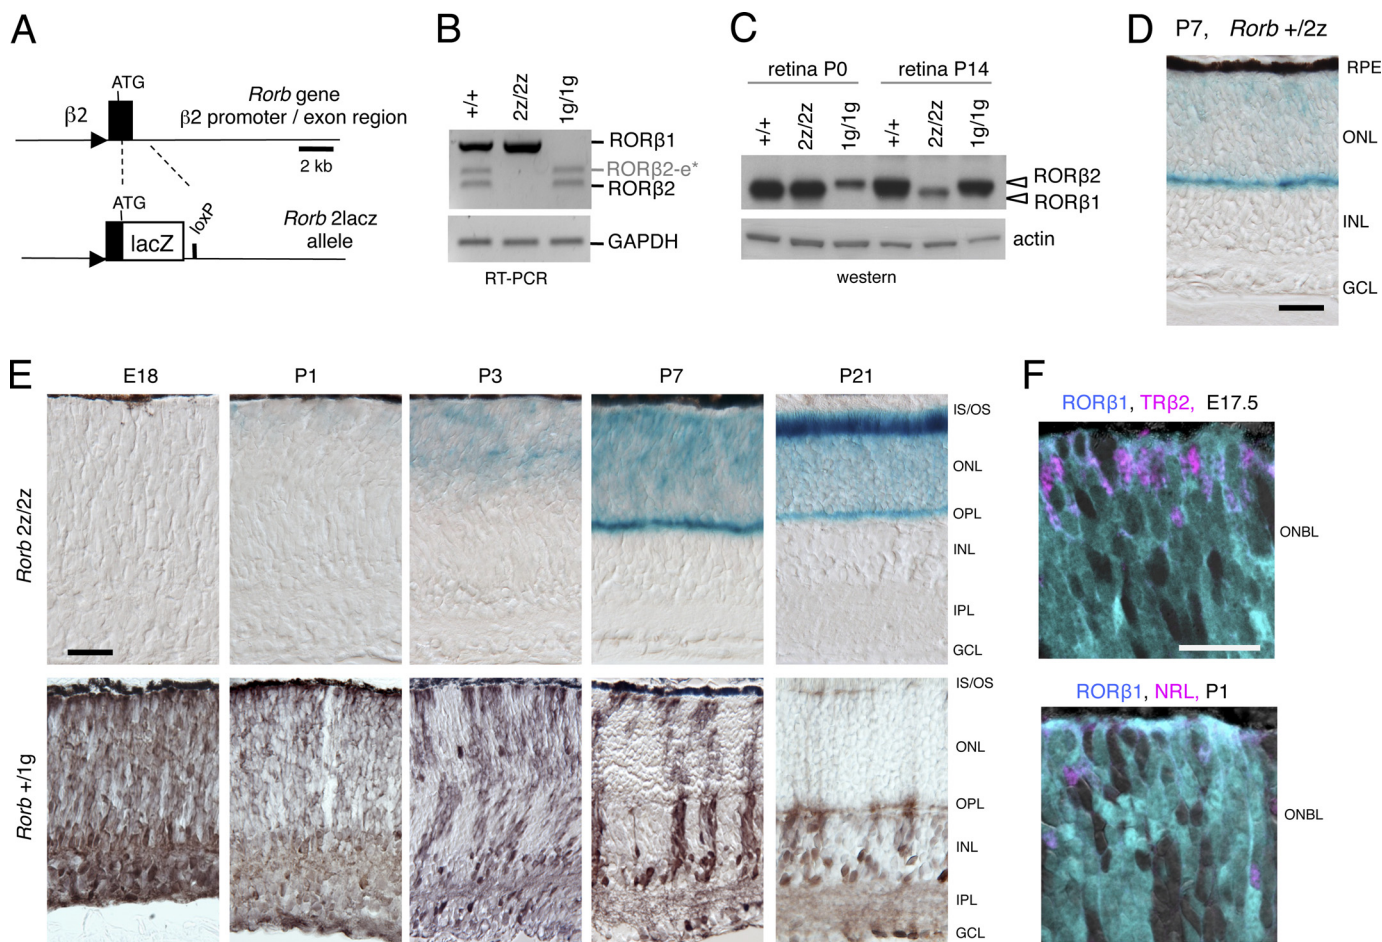 A
ATG
β2
Rorb gene
β2 promoter / exon region
2 kb
ATG
lacZ
loxP
Rorb 2lacz
allele
B
+/+
2z/2z
1g/1g
RORβ1
RORβ2-e*
RORβ2
GAPDH
RT-PCR
C
retina P0
retina P14
+/+
2z/2z
1g/1g
+/+
2z/2z
1g/1g
RORβ2
RORβ1
actin
western
D
P7, Rorb +/2z
RPE
ONL
INL
GCL
E
E18
P1
P3
P7
P21
Rorb 2z/2z
IS/OS
ONL
OPL
INL
IPL
GCL
Rorb +/1g
IS/OS
ONL
OPL
INL
IPL
GCL
F
RORβ1, TRβ2, E17.5
ONBL
RORβ1, NRL, P1
ONBL